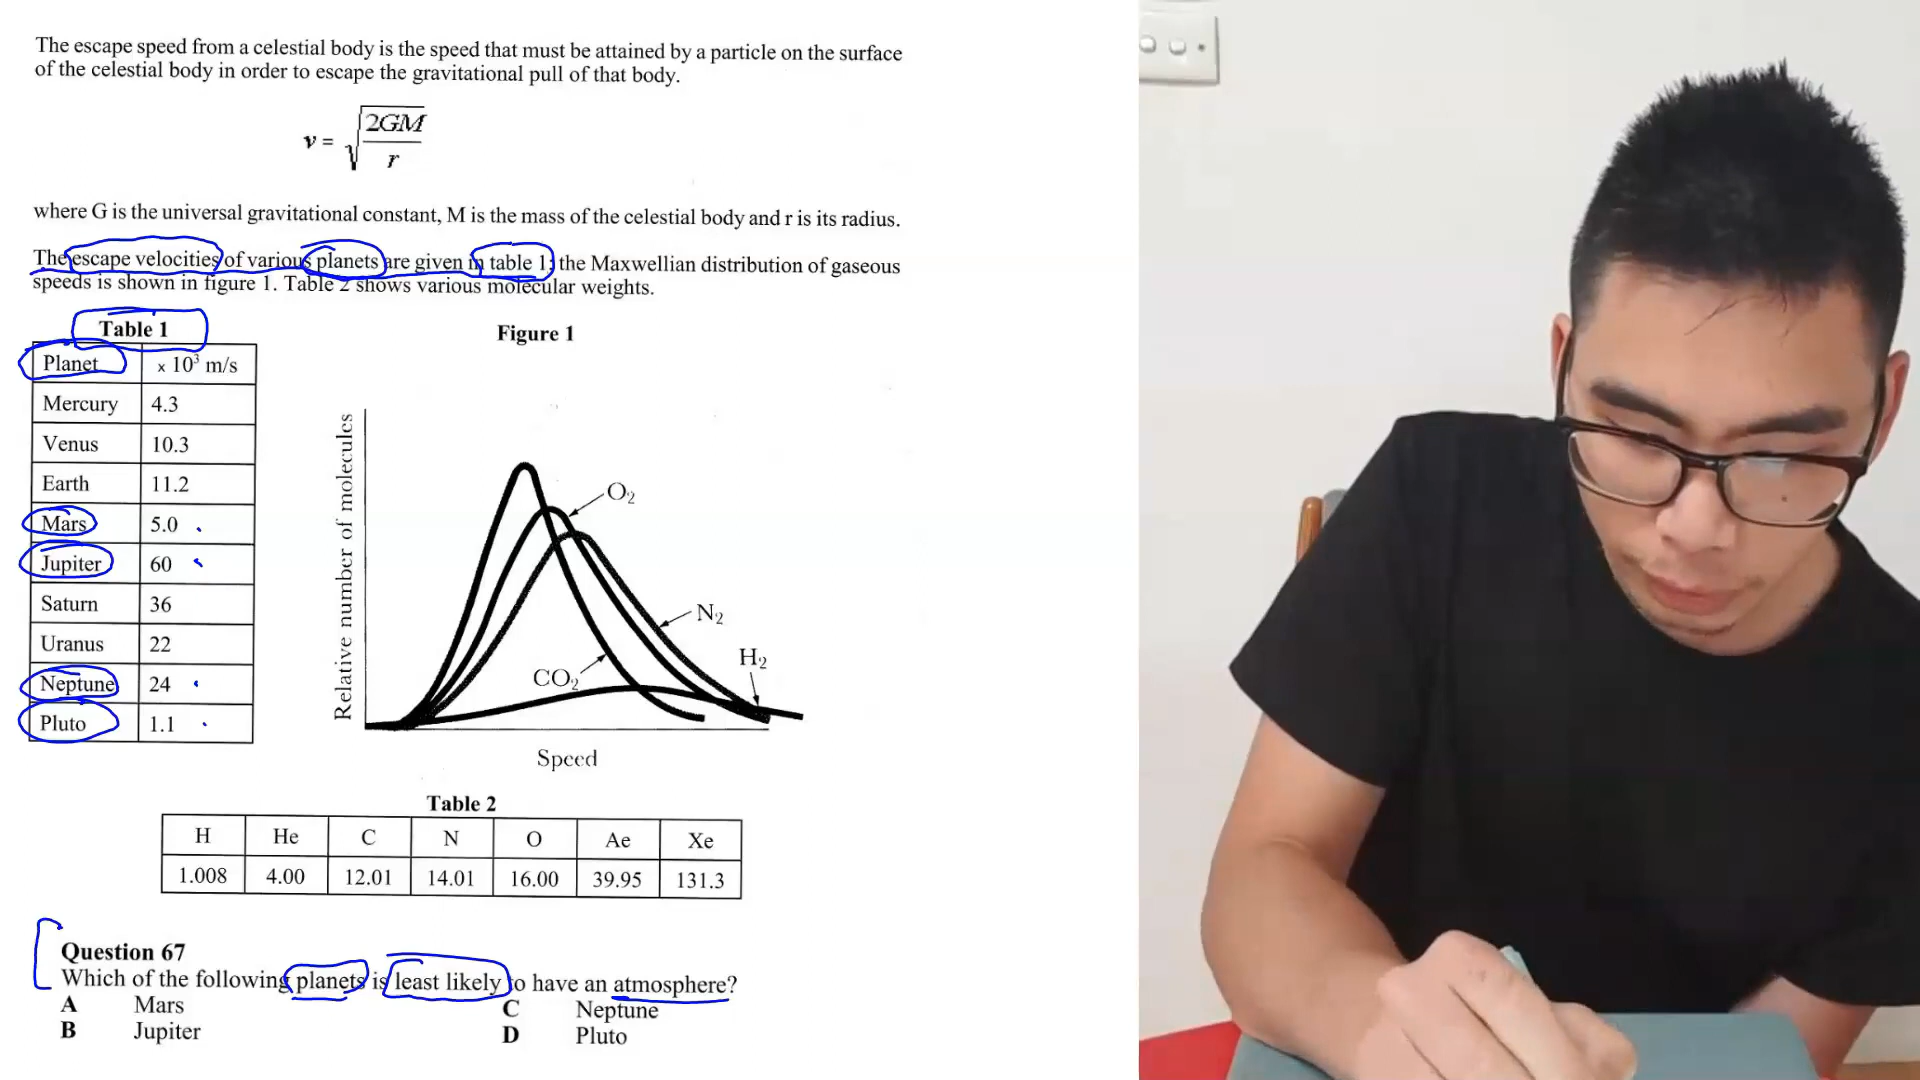 The escape speed from a celestial body is the speed that must be attained by a particle on the surface
of the celestial body in order to escape the gravitational pull of that body.
v = √(2GM / r)
where G is the universal gravitational constant, M is the mass of the celestial body and r is its radius.
The escape velocities of various planets are given in table 1; the Maxwellian distribution of gaseous
speeds is shown in figure 1. Table 2 shows various molecular weights.
Table 1
Planet x 10³ m/s
Mercury 4.3
Venus 10.3
Earth 11.2
Mars 5.0
Jupiter 60
Saturn 36
Uranus 22
Neptune 24
Pluto 1.1
Figure 1
Relative number of molecules
O₂
N₂
H₂
CO₂
Speed
Table 2
H He C N O Ae Xe
1.008 4.00 12.01 14.01 16.00 39.95 131.3
Question 67
Which of the following planets is least likely to have an atmosphere?
A Mars C Neptune
B Jupiter D Pluto